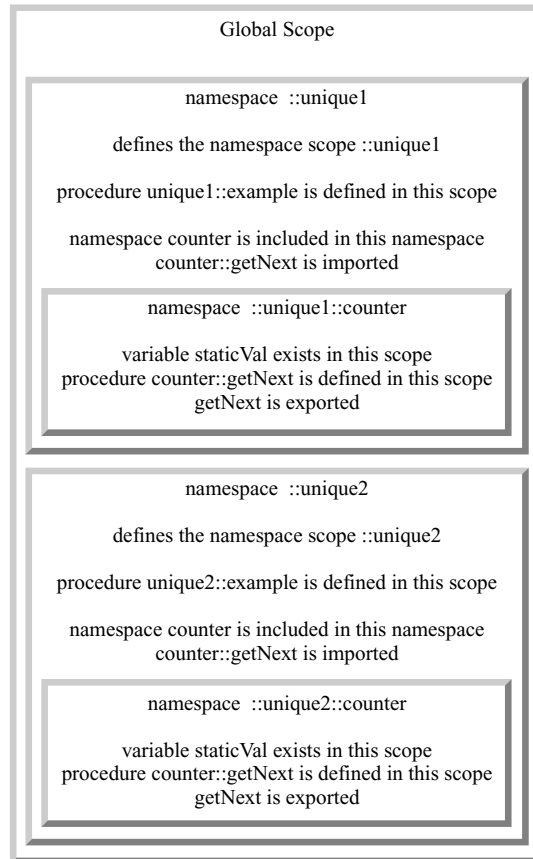 Global Scope
namespace ::unique1
defines the namespace scope ::unique1
procedure unique1::example is defined in this scope
namespace counter is included in this namespace
counter::getNext is imported
namespace ::unique1::counter
variable staticVal exists in this scope
procedure counter::getNext is defined in this scope
getNext is exported
namespace ::unique2
defines the namespace scope ::unique2
procedure unique2::example is defined in this scope
namespace counter is included in this namespace
counter::getNext is imported
namespace ::unique2::counter
variable staticVal exists in this scope
procedure counter::getNext is defined in this scope
getNext is exported